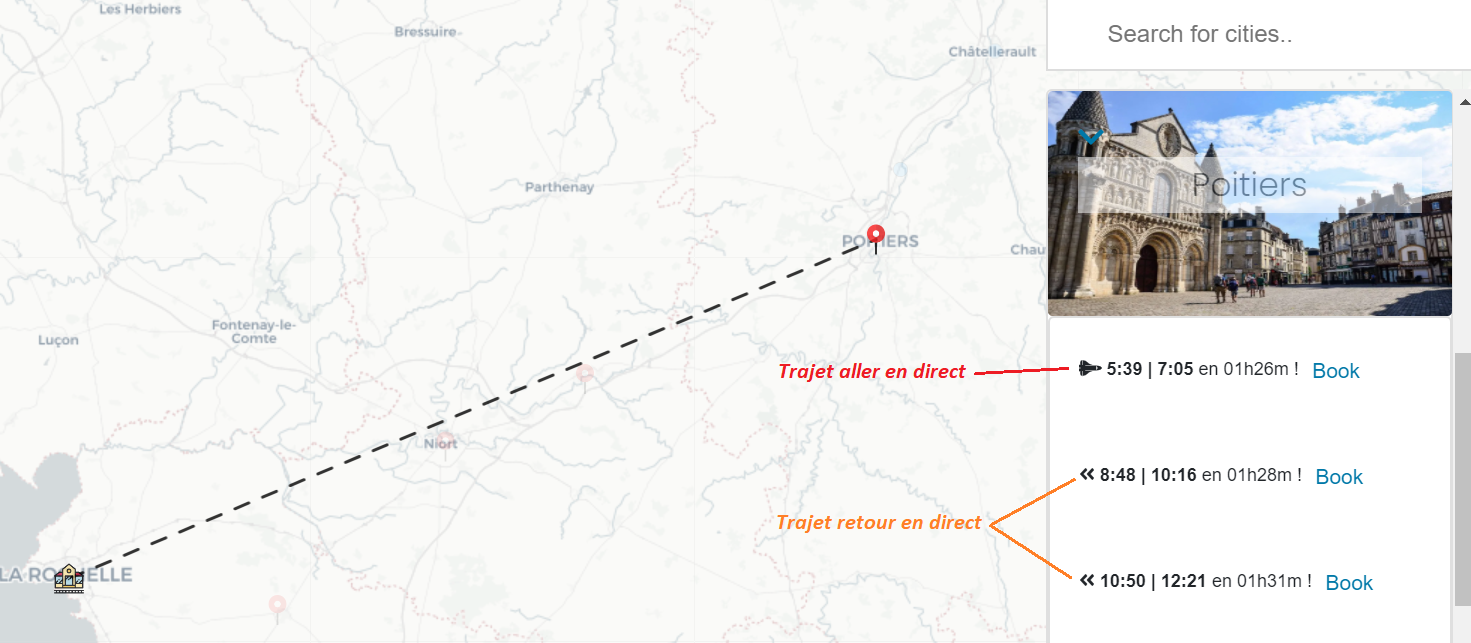 Les Herbiers
Bressuire
Châtellerault
Search for cities..
Parthenay
Poitiers
POITIERS
Chau
Fontenay-le-
Comte
Luçon
Trajet aller en direct
5:39 | 7:05 en 01h26m ! Book
Niort
8:48 | 10:16 en 01h28m ! Book
Trajet retour en direct
LA ROCHELLE
10:50 | 12:21 en 01h31m ! Book